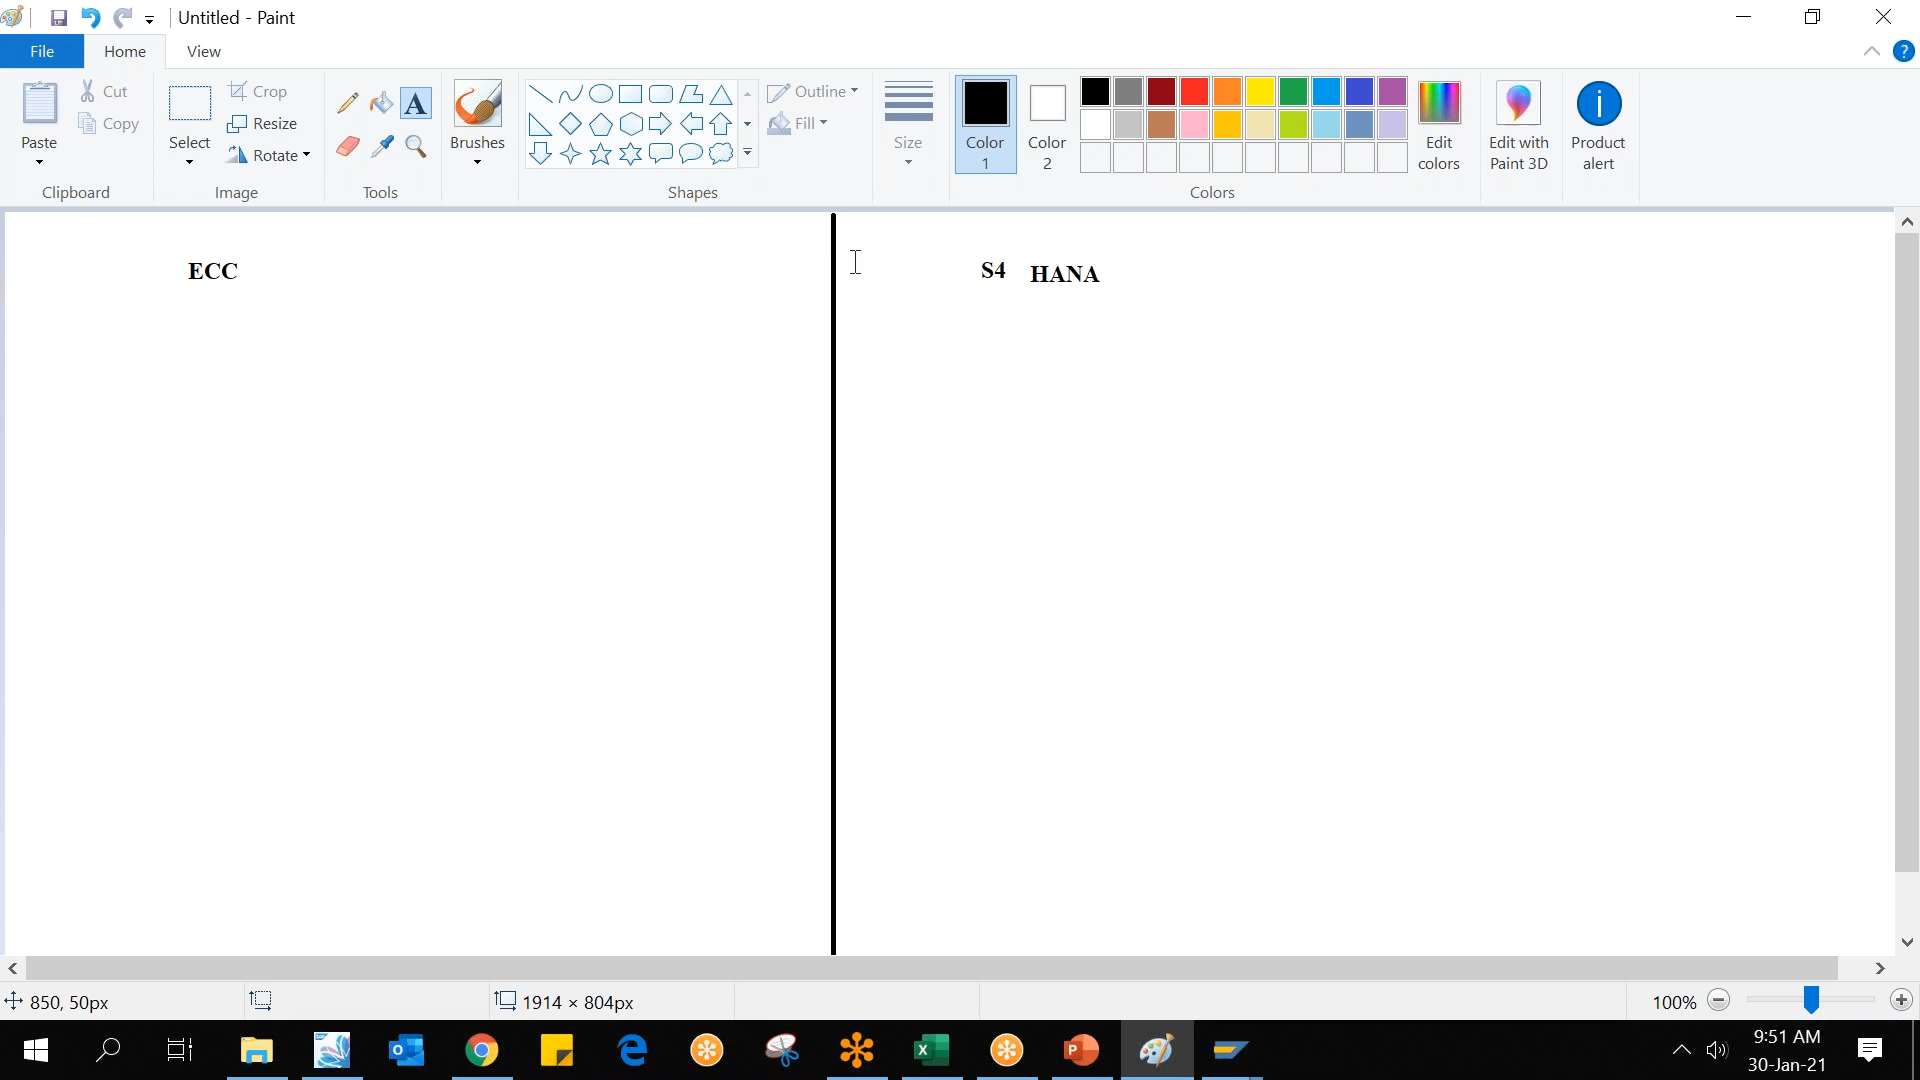 Untitled - Paint
File Home View
Paste
Cut
Copy
Clipboard
Select
Crop
Resize
Rotate
Image
A
Tools
Brushes
Shapes
Outline
Fill
Size
Color 1
Color 2
Colors
Edit colors
Edit with Paint 3D
Product alert
ECC
S4 HANA
850, 50px
1914 × 804px
100%
9:51 AM
30-Jan-21